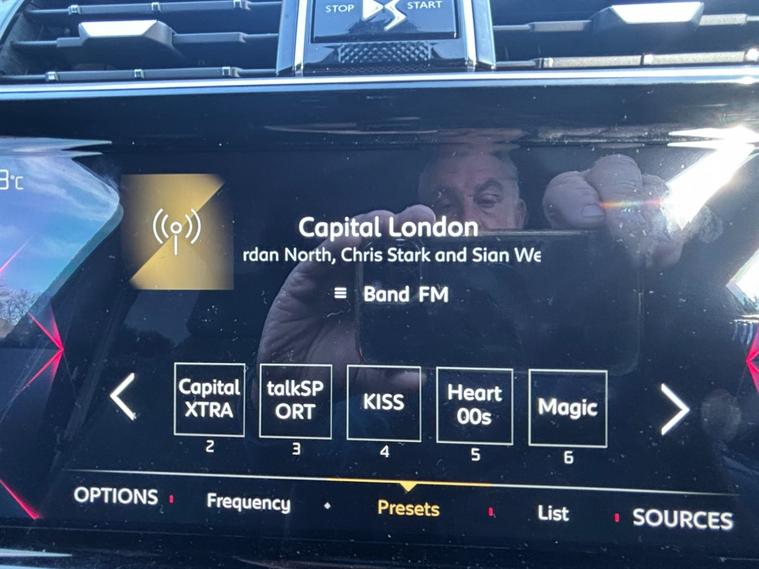 STOP START
3°C
Capital London
rdan North, Chris Stark and Sian We
Band FM
Capital
XTRA
talkSP
ORT
KISS
Heart
00s
Magic
2 3 4 5 6
OPTIONS Frequency Presets List SOURCES